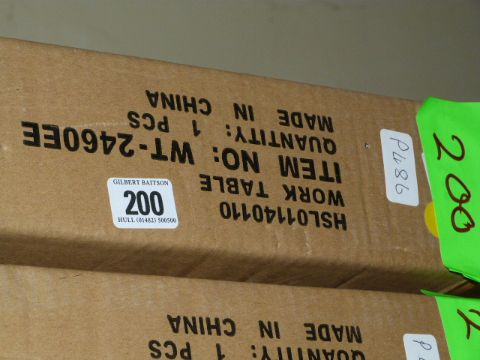 HSL01140110
WORK TABLE
ITEM NO: WT-2460EE
QUANTITY: 1 PCS
MADE IN CHINA
GILBERT BAITSON
200
HULL (01482) 500500
P486
200
QUANTITY: 1 PCS
MADE IN CHINA